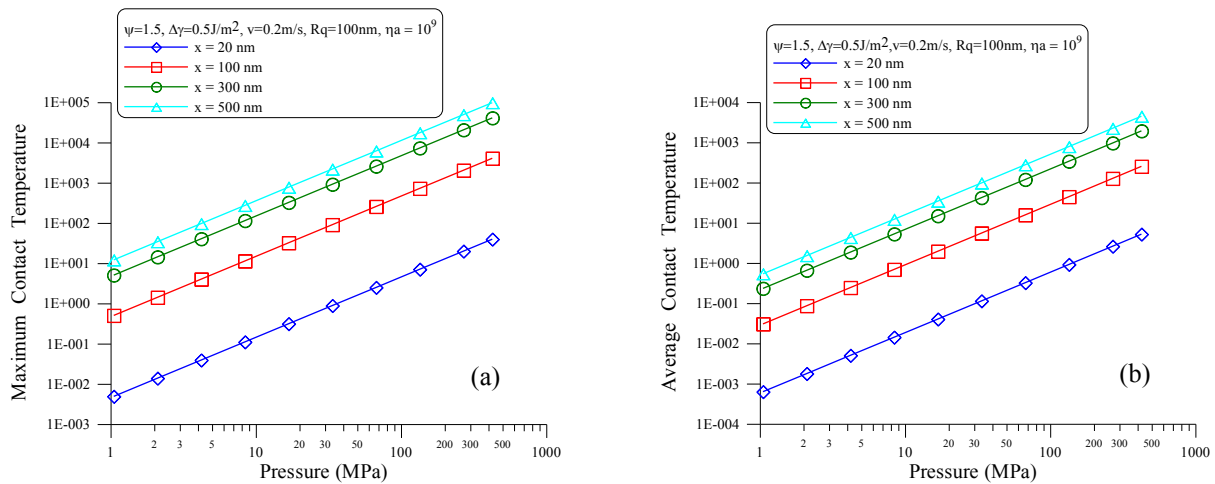 ψ=1.5, Δγ=0.5J/m², v=0.2m/s, Rq=100nm, ηa = 10⁹
x = 20 nm
x = 100 nm
x = 300 nm
x = 500 nm
1E+005
1E+004
1E+003
1E+002
1E+001
1E+000
1E-001
1E-002
1E-003
Maximum Contact Temperature
(a)
1 2 3 5 10 20 30 50 100 200 300 500 1000
Pressure (MPa)
ψ=1.5, Δγ=0.5J/m²,v=0.2m/s, Rq=100nm, ηa = 10⁹
x = 20 nm
x = 100 nm
x = 300 nm
x = 500 nm
1E+004
1E+003
1E+002
1E+001
1E+000
1E-001
1E-002
1E-003
1E-004
Average Contact Temperature
(b)
1 2 3 5 10 20 30 50 100 200 300 500 1000
Pressure (MPa)